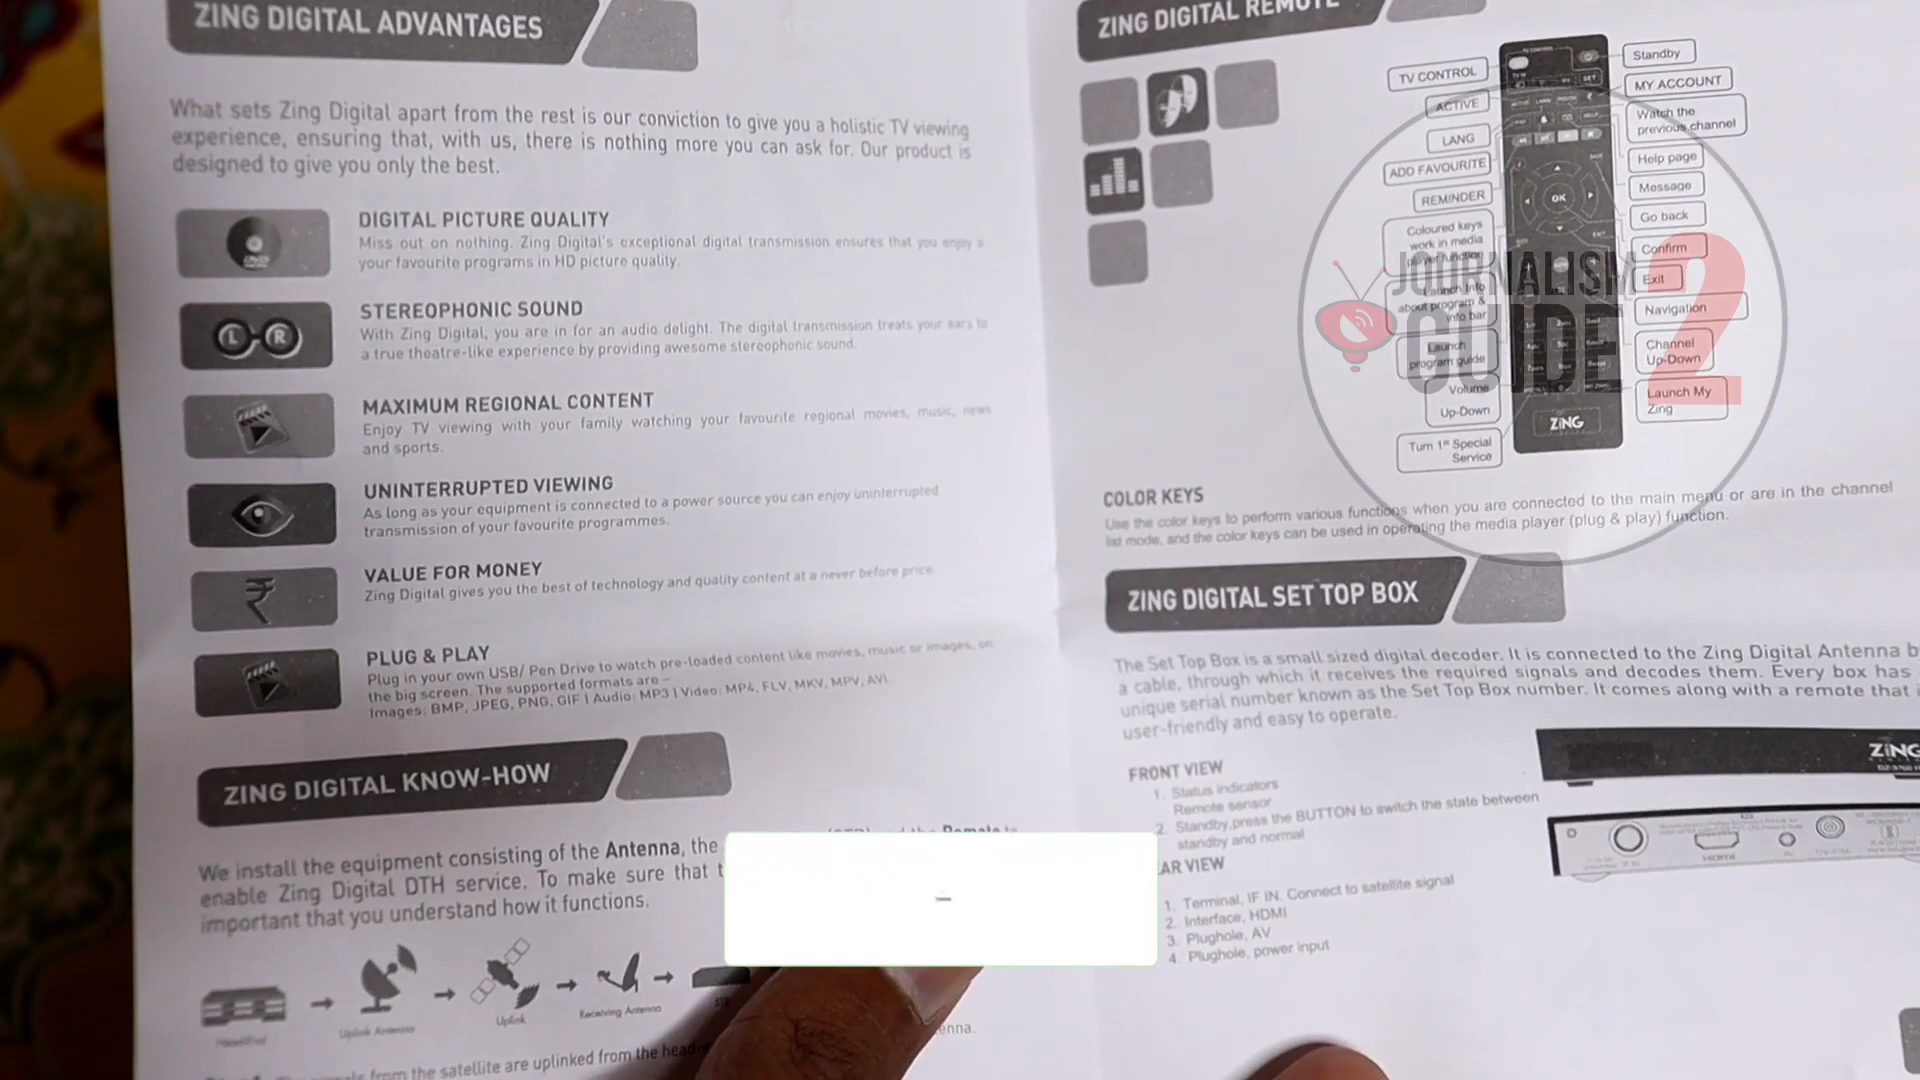 ZING DIGITAL ADVANTAGES
What sets Zing Digital apart from the rest is our conviction to give you a holistic TV viewing
experience, ensuring that, with us, there is nothing more you can ask for. Our product is
designed to give you only the best.
DIGITAL PICTURE QUALITY
Miss out on nothing. Zing Digital's exceptional digital transmission ensures that you enjoy a
your favourite programs in HD picture quality.
L R
STEREOPHONIC SOUND
With Zing Digital, you are in for an audio delight. The digital transmission treats your ears to
a true theatre-like experience by providing awesome stereophonic sound.
MAXIMUM REGIONAL CONTENT
Enjoy TV viewing with your family watching your favourite regional movies, music, news
and sports.
UNINTERRUPTED VIEWING
As long as your equipment is connected to a power source you can enjoy uninterrupted
transmission of your favourite programmes.
₹
VALUE FOR MONEY
Zing Digital gives you the best of technology and quality content at a never before price.
PLUG & PLAY
Plug in your own USB/ Pen Drive to watch pre-loaded content like movies, music or images, on
the big screen. The supported formats are –
Images: BMP, JPEG, PNG, GIF I Audio: MP3 I Video: MP4, FLV, MKV, MPV, AVI.
ZING DIGITAL KNOW-HOW
We install the equipment consisting of the Antenna, the
enable Zing Digital DTH service. To make sure that t
important that you understand how it functions.
Uplink Antenna
Uplink
Receiving Antenna
STB
enna.
from the satellite are uplinked from the head-e
ZING DIGITAL REMOTE
TV CONTROL
ACTIVE
LANG
ADD FAVOURITE
REMINDER
Coloured keys
work in media
player function
Launch Info
about program &
info bar
Launch
program guide
Volume
Up-Down
Turn 1st Special
Service
OK
ZING
Standby
MY ACCOUNT
Watch the
previous channel
Help page
Message
Go back
Confirm
Exit
Navigation
Channel
Up-Down
Launch My
Zing
JOURNALISM
GUIDE 2
COLOR KEYS
Use the color keys to perform various functions when you are connected to the main menu or are in the channel
list mode, and the color keys can be used in operating the media player (plug & play) function.
ZING DIGITAL SET TOP BOX
The Set Top Box is a small sized digital decoder. It is connected to the Zing Digital Antenna b
a cable, through which it receives the required signals and decodes them. Every box has
unique serial number known as the Set Top Box number. It comes along with a remote that i
user-friendly and easy to operate.
FRONT VIEW
1. Status indicators
Remote sensor
2. Standby,press the BUTTON to switch the state between
standby and normal
AR VIEW
1. Terminal, IF IN. Connect to satellite signal
2. Interface, HDMI
3. Plughole, AV
4. Plughole, power input
ZING
HDMI